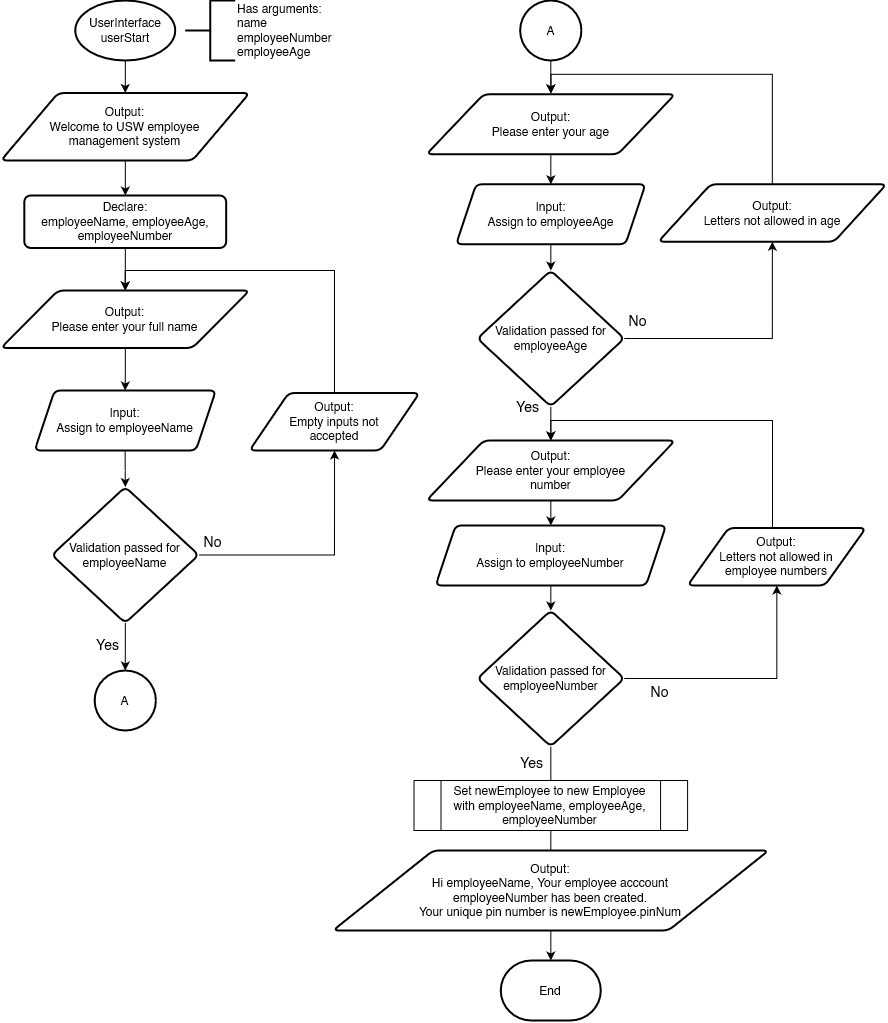 UserInterface
userStart
Has arguments:
name
employeeNumber
employeeAge
Output:
Welcome to USW employee
management system
Declare:
employeeName, employeeAge,
employeeNumber
Output:
Please enter your full name
Input:
Assign to employeeName
Output:
Empty inputs not
accepted
Validation passed for
employeeName
No
Yes
A
A
Output:
Please enter your age
Input:
Assign to employeeAge
Output:
Letters not allowed in age
Validation passed for
employeeAge
No
Yes
Output:
Please enter your employee
number
Input:
Assign to employeeNumber
Output:
Letters not allowed in
employee numbers
Validation passed for
employeeNumber
No
Yes
Set newEmployee to new Employee
with employeeName, employeeAge,
employeeNumber
Output:
Hi employeeName, Your employee acccount
employeeNumber has been created.
Your unique pin number is newEmployee.pinNum
End